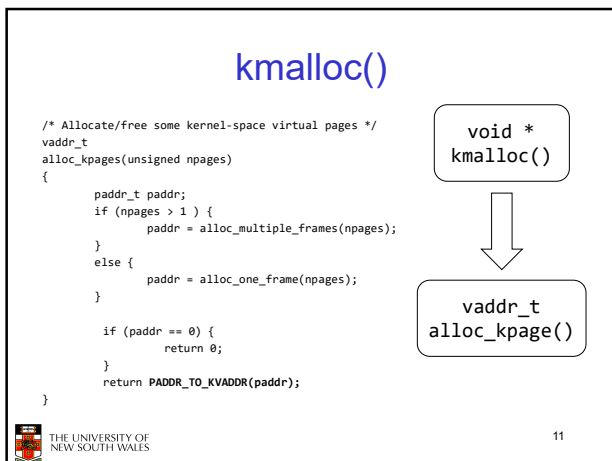 kmalloc()
/* Allocate/free some kernel-space virtual pages */
vaddr_t
alloc_kpages(unsigned npages)
{
paddr_t paddr;
if (npages > 1 ) {
paddr = alloc_multiple_frames(npages);
}
else {
paddr = alloc_one_frame(npages);
}
if (paddr == 0) {
return 0;
}
return PADDR_TO_KVADDR(paddr);
}
void *
kmalloc()
vaddr_t
alloc_kpage()
THE UNIVERSITY OF
NEW SOUTH WALES
11